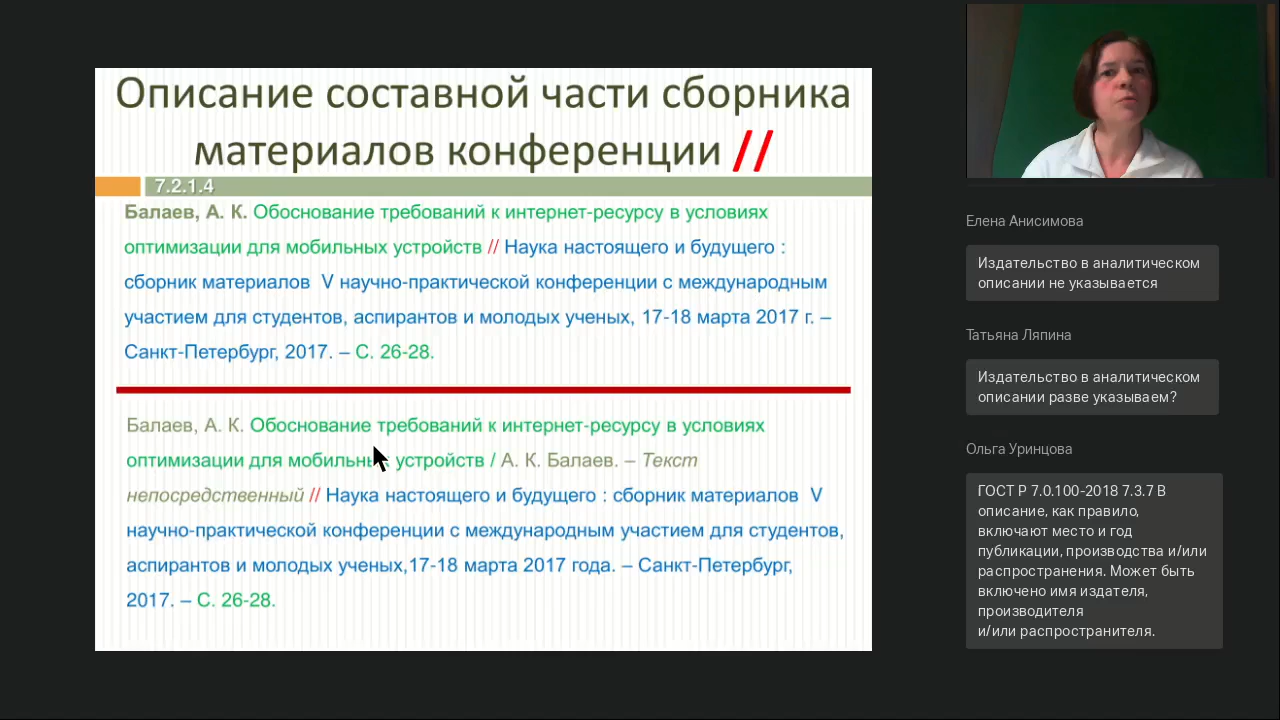 Описание составной части сборника
материалов конференции //
7.2.1.4
Балаев, А. К. Обоснование требований к интернет-ресурсу в условиях
оптимизации для мобильных устройств // Наука настоящего и будущего :
сборник материалов V научно-практической конференции с международным
участием для студентов, аспирантов и молодых ученых, 17-18 марта 2017 г. –
Санкт-Петербург, 2017. – С. 26-28.
Балаев, А. К. Обоснование требований к интернет-ресурсу в условиях
оптимизации для мобильных устройств / А. К. Балаев. – Текст
непосредственный // Наука настоящего и будущего : сборник материалов V
научно-практической конференции с международным участием для студентов,
аспирантов и молодых ученых,17-18 марта 2017 года. – Санкт-Петербург,
2017. – С. 26-28.
Елена Анисимова
Издательство в аналитическом
описании не указывается
Татьяна Ляпина
Издательство в аналитическом
описании разве указываем?
Ольга Уринцова
ГОСТ Р 7.0.100-2018 7.3.7 В
описание, как правило,
включают место и год
публикации, производства и/или
распространения. Может быть
включено имя издателя,
производителя
и/или распространителя.